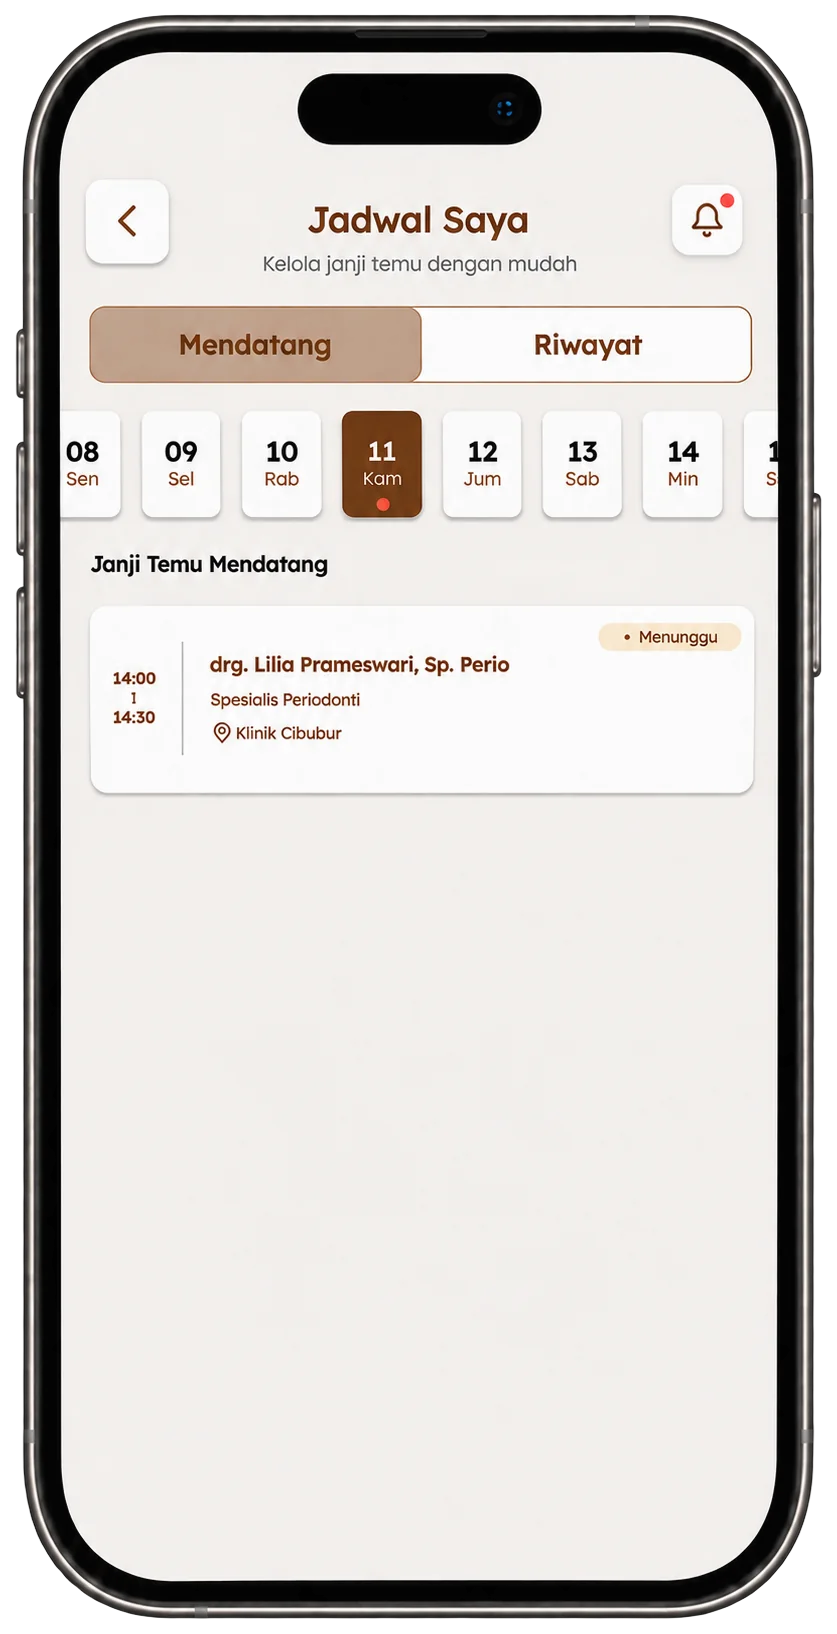 Jadwal Saya
Kelola janji temu dengan mudah
Mendatang Riwayat
08 09 10 11 12 13 14
Sen Sel Rab Kam Jum Sab Min
Janji Temu Mendatang
• Menunggu
drg. Lilia Prameswari, Sp. Perio
14:00
Spesialis Periodonti
14:30
Klinik Cibubur